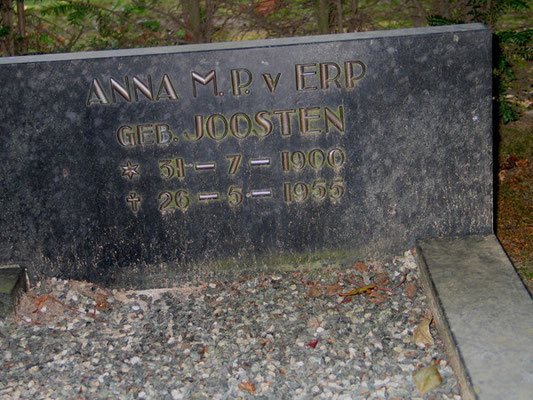 ANNA M. P. v ERP
GEB. JOOSTEN
☆ 31-7-1900
✝ 26-5-1955